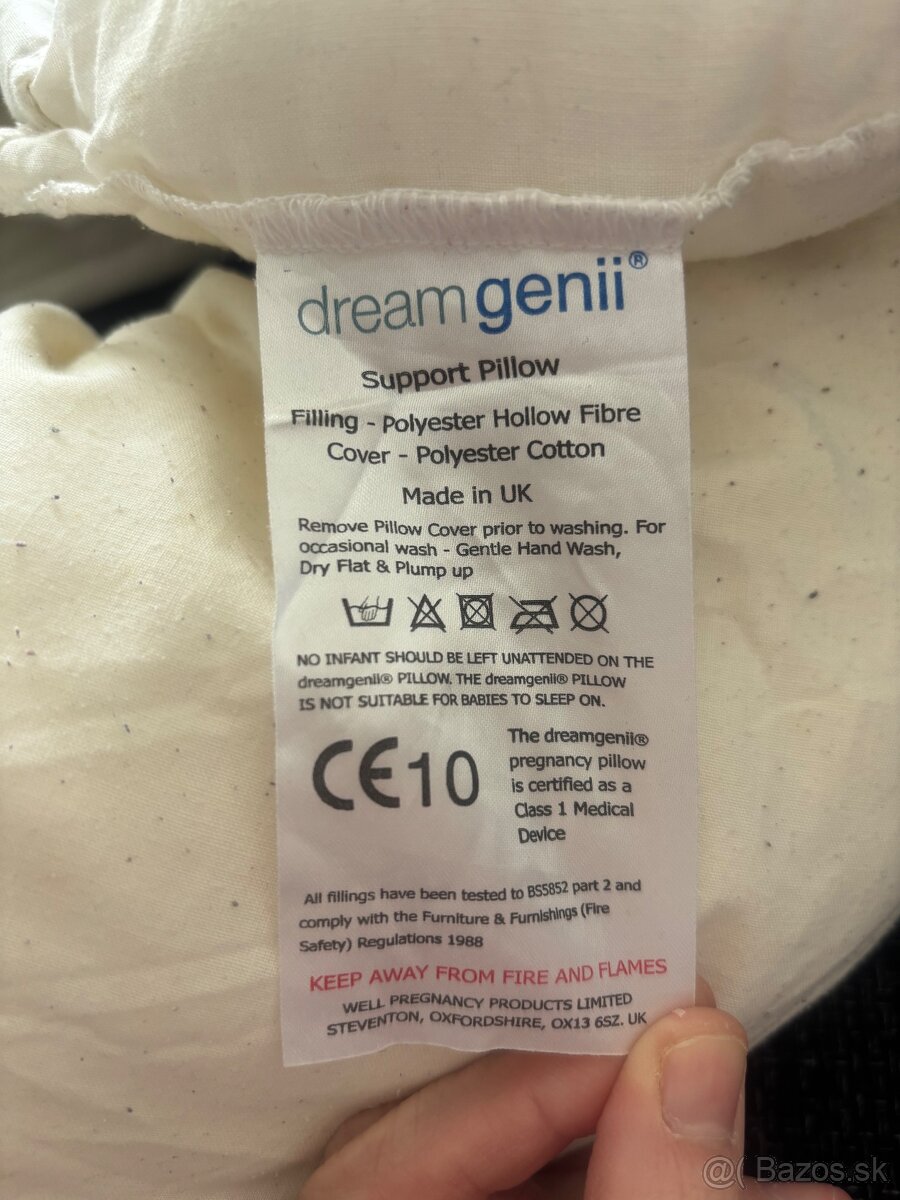 dreamgenii®
Support Pillow
Filling - Polyester Hollow Fibre
Cover - Polyester Cotton
Made in UK
Remove Pillow Cover prior to washing. For
occasional wash - Gentle Hand Wash,
Dry Flat & Plump up
NO INFANT SHOULD BE LEFT UNATTENDED ON THE
dreamgenii® PILLOW. THE dreamgenii® PILLOW
IS NOT SUITABLE FOR BABIES TO SLEEP ON.
CE10
The dreamgenii®
pregnancy pillow
is certified as a
Class 1 Medical
Device
All fillings have been tested to BS5852 part 2 and
comply with the Furniture & Furnishings (Fire
Safety) Regulations 1988
KEEP AWAY FROM FIRE AND FLAMES
WELL PREGNANCY PRODUCTS LIMITED
STEVENTON, OXFORDSHIRE, OX13 6SZ. UK
@( Bazos.sk